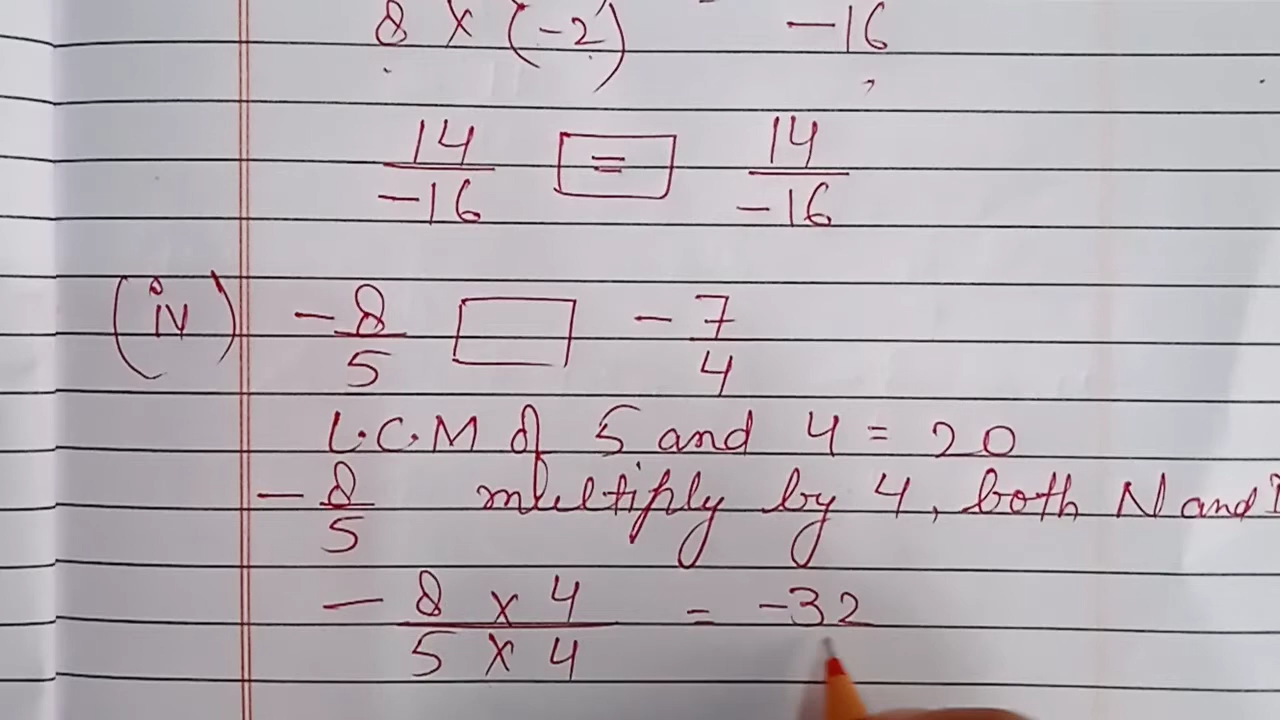 8 × (-2) -16
14/-16 = 14/-16
(iv) -8/5 □ -7/4
L.C.M of 5 and 4 = 20
-8/5 multiply by 4, both N and
-8 × 4/5 × 4 = -32